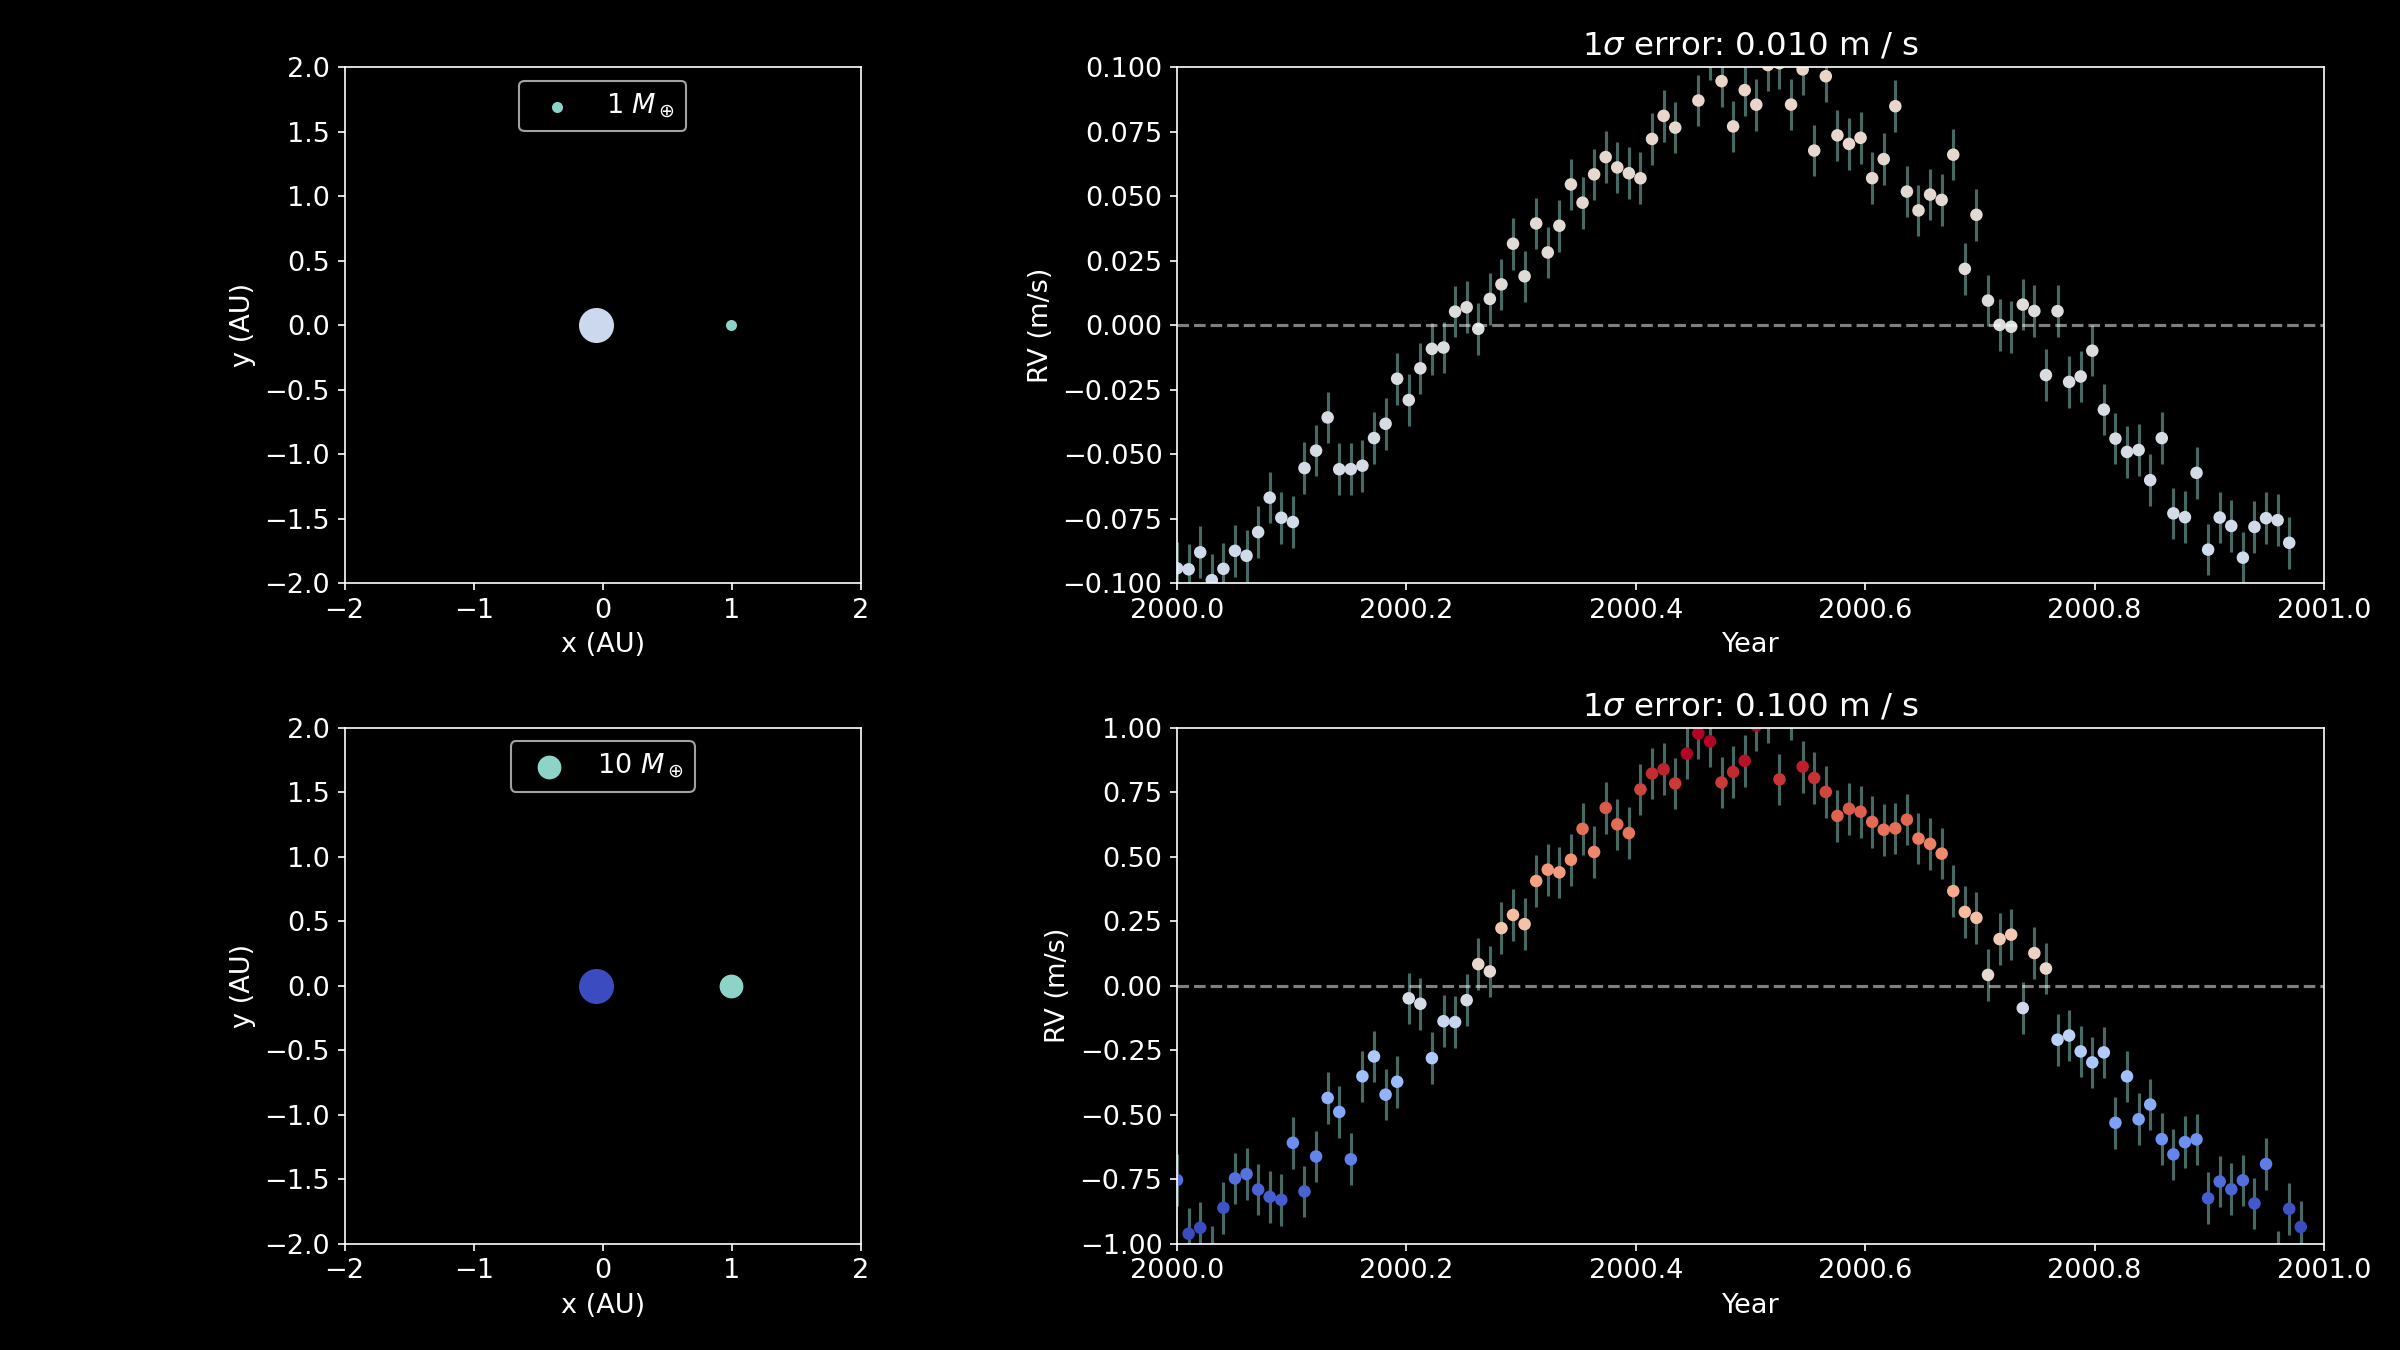 1 M⊕
2.0
1.5
1.0
0.5
0.0
−0.5
−1.0
−1.5
−2.0
−2 −1 0 1 2
x (AU)
y (AU)
1σ error: 0.010 m / s
0.100
0.075
0.050
0.025
0.000
−0.025
−0.050
−0.075
−0.100
2000.0 2000.2 2000.4 2000.6 2000.8 2001.0
Year
RV (m/s)
10 M⊕
2.0
1.5
1.0
0.5
0.0
−0.5
−1.0
−1.5
−2.0
−2 −1 0 1 2
x (AU)
y (AU)
1σ error: 0.100 m / s
1.00
0.75
0.50
0.25
0.00
−0.25
−0.50
−0.75
−1.00
2000.0 2000.2 2000.4 2000.6 2000.8 2001.0
Year
RV (m/s)